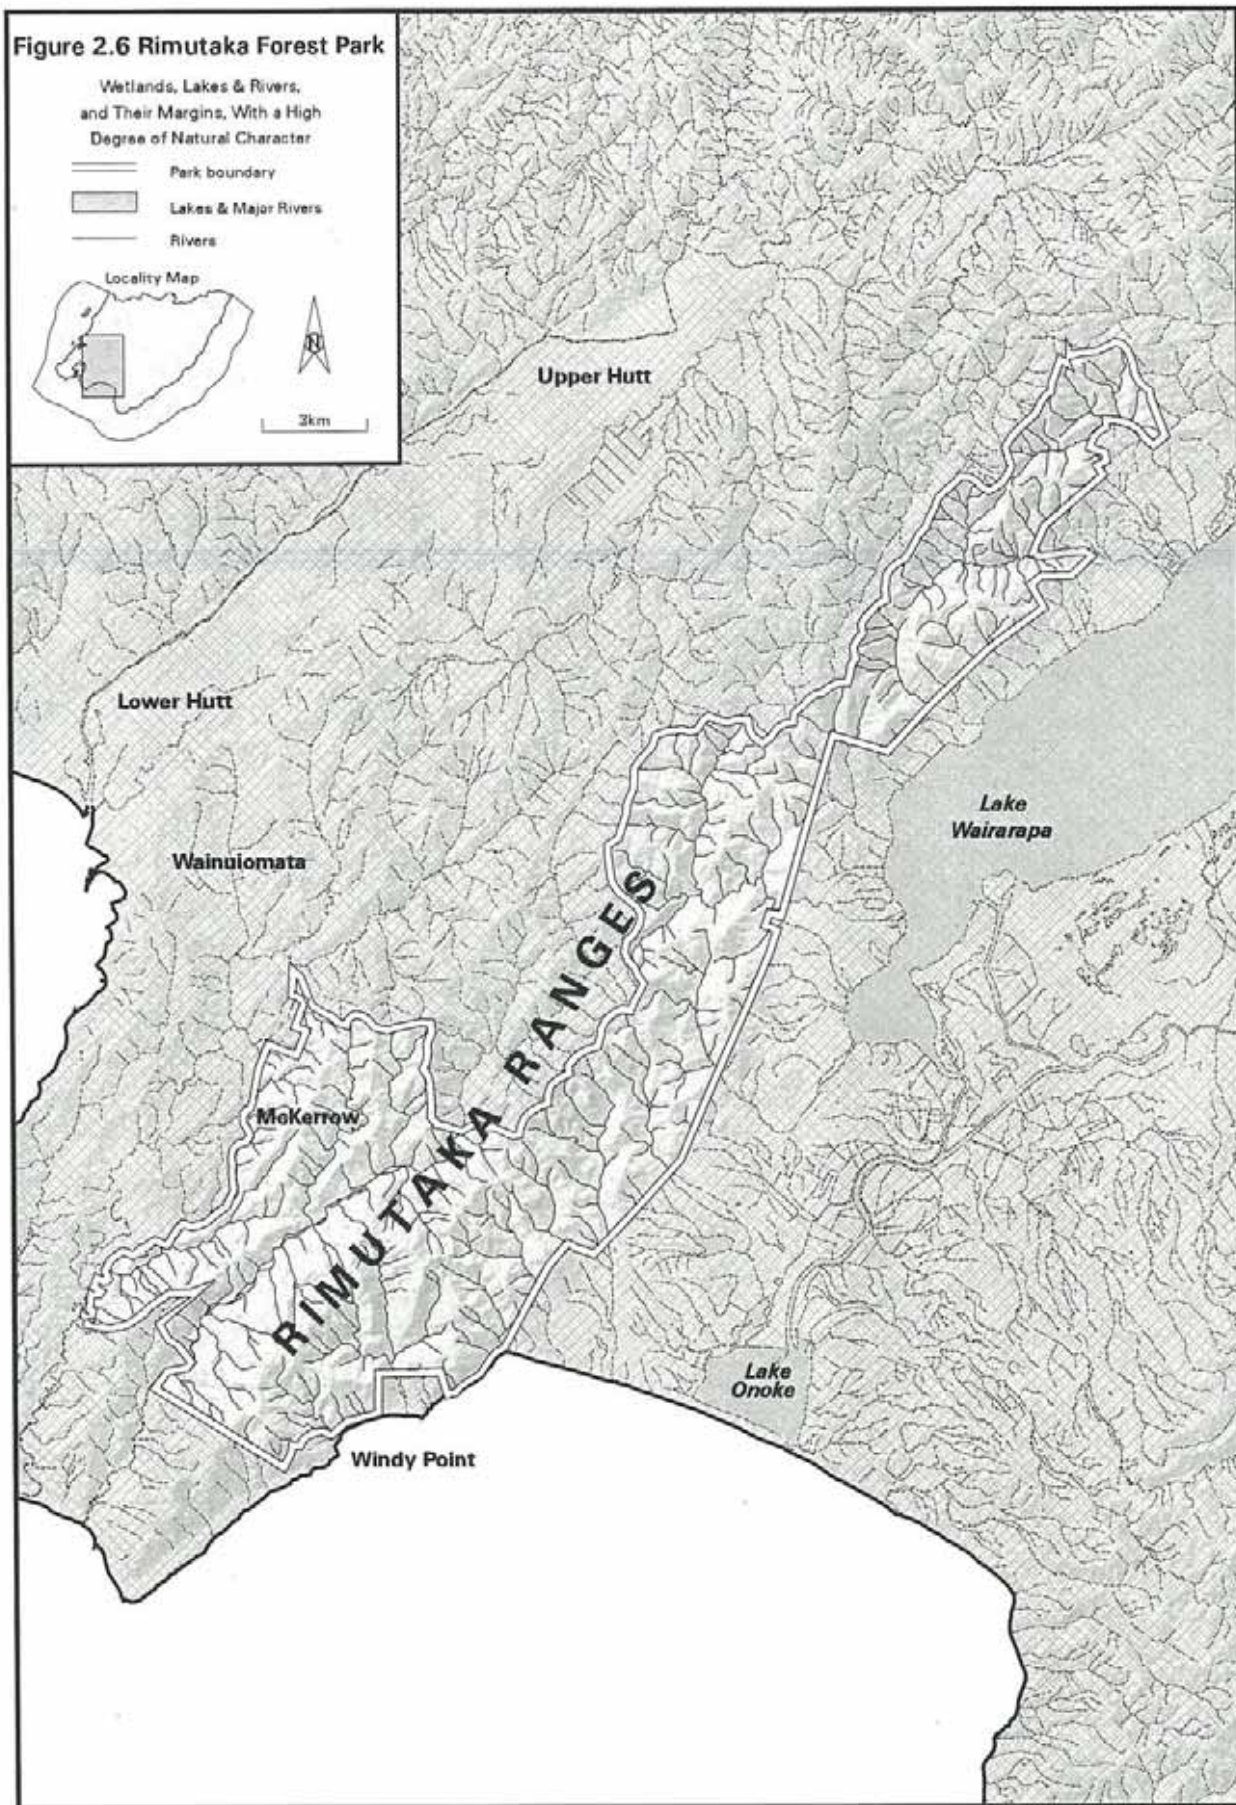 Figure 2.6 Rimutaka Forest Park
Wetlands, Lakes & Rivers,
and Their Margins, With a High
Degree of Natural Character
Park boundary
Lakes & Major Rivers
Rivers
Locality Map
N
3km
Upper Hutt
Lower Hutt
Lake
Wairarapa
Wainuiomata
RIMUTAKA RANGES
McKerrow
Lake
Onoke
Windy Point